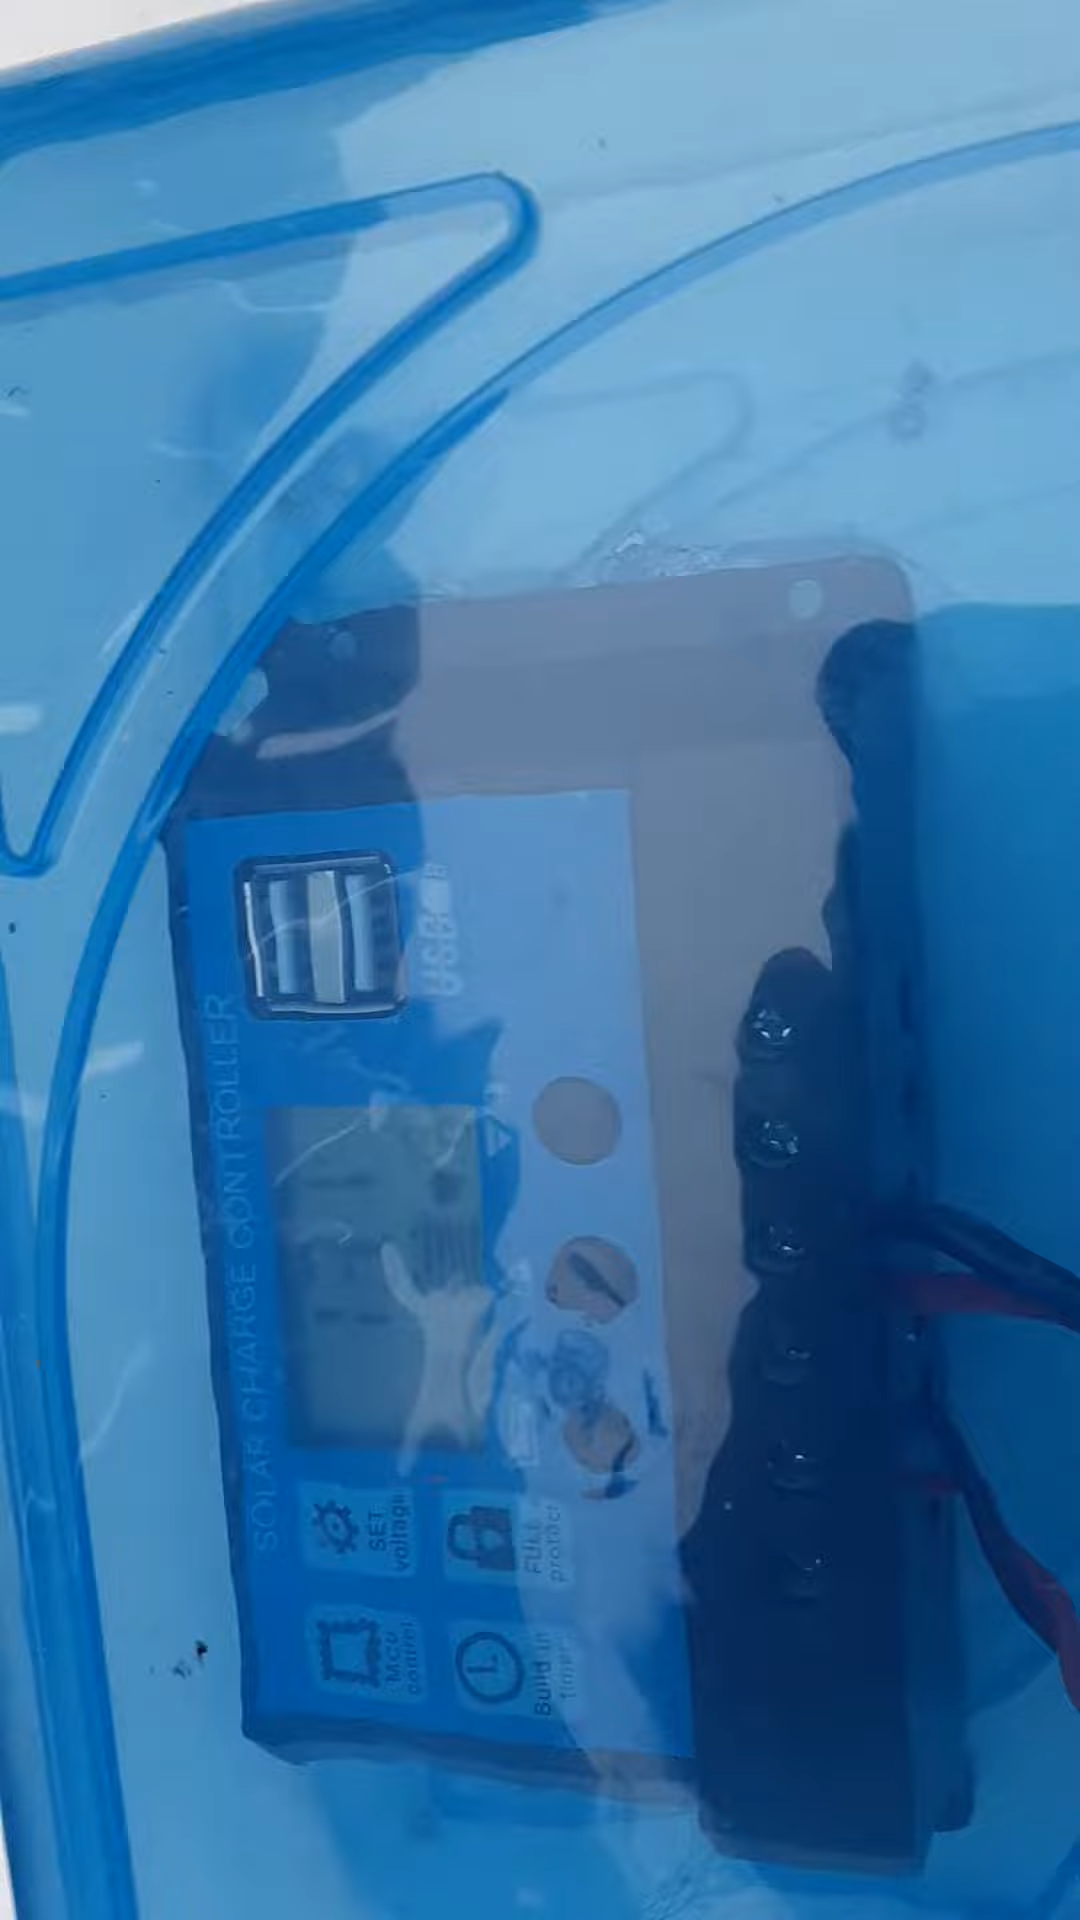 SOLAR CHARGE CONTROLLER
USB
SET
voltage
FULL
protect
MCU
control
Build in
timer